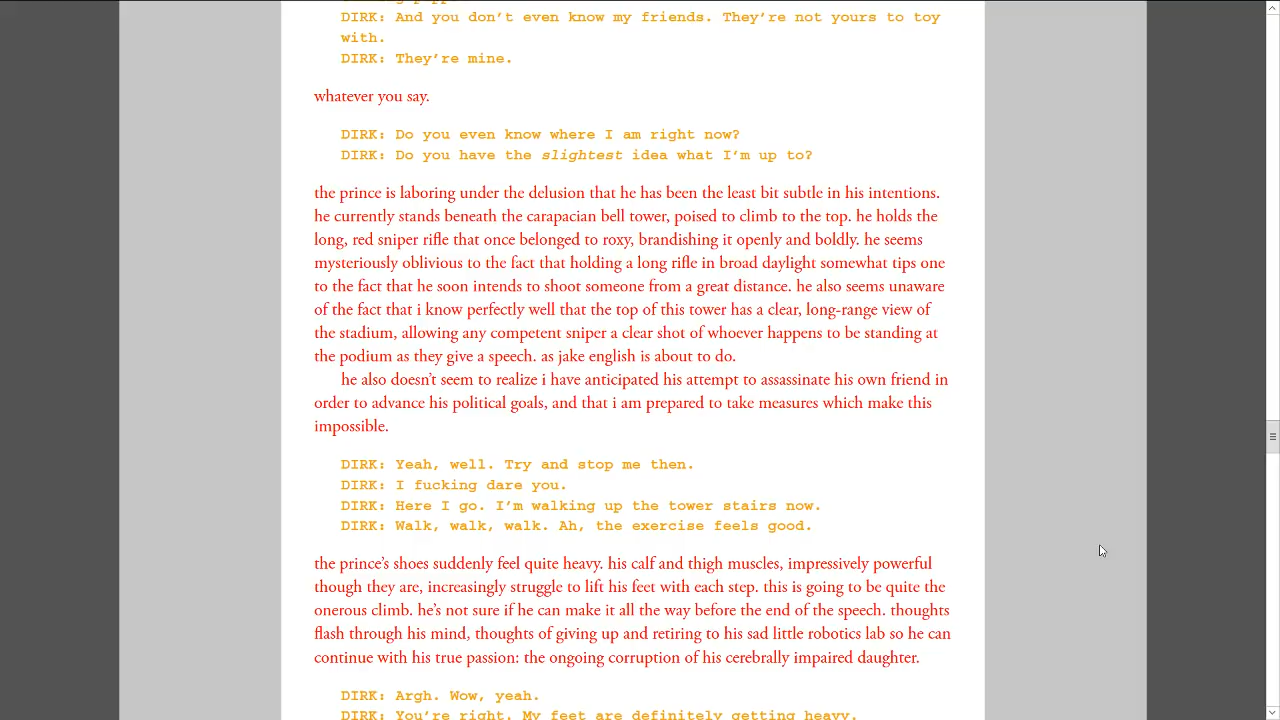 DIRK: And you don’t even know my friends. They’re not yours to toy
with.
DIRK: They’re mine.
whatever you say.
DIRK: Do you even know where I am right now?
DIRK: Do you have the slightest idea what I’m up to?
the prince is laboring under the delusion that he has been the least bit subtle in his intentions.
he currently stands beneath the carapacian bell tower, poised to climb to the top. he holds the
long, red sniper rifle that once belonged to roxy, brandishing it openly and boldly. he seems
mysteriously oblivious to the fact that holding a long rifle in broad daylight somewhat tips one
to the fact that he soon intends to shoot someone from a great distance. he also seems unaware
of the fact that i know perfectly well that the top of this tower has a clear, long-range view of
the stadium, allowing any competent sniper a clear shot of whoever happens to be standing at
the podium as they give a speech. as jake english is about to do.
he also doesn’t seem to realize i have anticipated his attempt to assassinate his own friend in
order to advance his political goals, and that i am prepared to take measures which make this
impossible.
DIRK: Yeah, well. Try and stop me then.
DIRK: I fucking dare you.
DIRK: Here I go. I’m walking up the tower stairs now.
DIRK: Walk, walk, walk. Ah, the exercise feels good.
the prince’s shoes suddenly feel quite heavy. his calf and thigh muscles, impressively powerful
though they are, increasingly struggle to lift his feet with each step. this is going to be quite the
onerous climb. he’s not sure if he can make it all the way before the end of the speech. thoughts
flash through his mind, thoughts of giving up and retiring to his sad little robotics lab so he can
continue with his true passion: the ongoing corruption of his cerebrally impaired daughter.
DIRK: Argh. Wow, yeah.
DIRK: You’re right. My feet are definitely getting heavy.